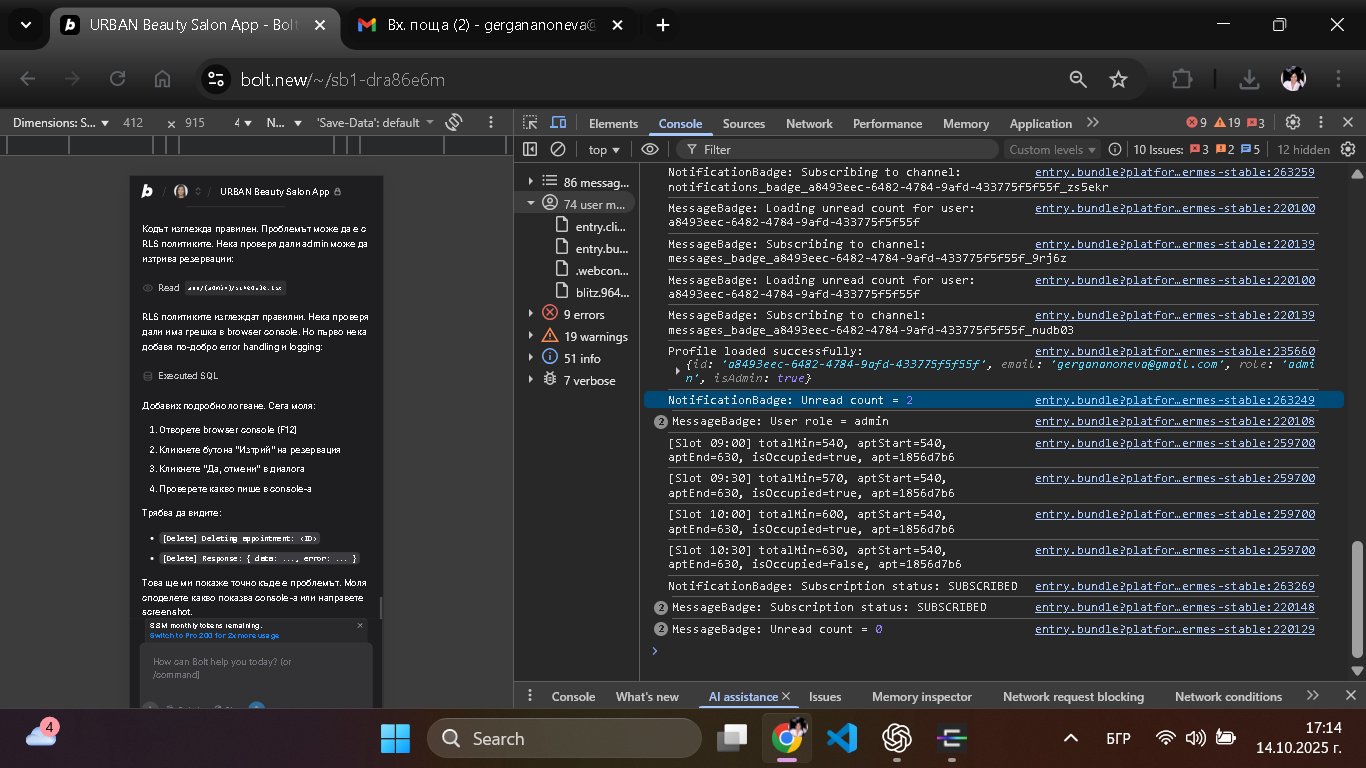 URBAN Beauty Salon App - Bolt
Вх. поща (2) - gergananoneva@
bolt.new/~/sb1-dra86e6m
Dimensions: S...
412
×
915
4
N...
'Save-Data': default
Elements
Console
Sources
Network
Performance
Memory
Application
9
19
3
top
Filter
Custom levels
10 Issues:
3
2
5
12 hidden
URBAN Beauty Salon App
Кодът изглежда правилен. Проблемът може да е с
RLS политиките. Нека проверя дали admin може да
изтрива резервации:
Read
app/(admin)/schedule.tsx
RLS политиките изглеждат правилни. Нека проверя
дали има грешка в browser console. Но първо нека
добавя по-добро error handling и logging:
Executed SQL
Добавих подробно логване. Сега моля:
1. Отворете browser console (F12)
2. Кликнете бутона "Изтрий" на резервация
3. Кликнете "Да, отмени" в диалога
4. Проверете какво пише в console-а
Трябва да видите:
• [Delete] Deleting appointment: <ID>
• [Delete] Response: { data: ..., error: ... }
Това ще ми покаже точно къде е проблемът. Моля
споделете какво показва console-а или направете
screenshot.
monthly tokens remaining.
Switch to Pro 200 for 2x more usage
How can Bolt help you today? (or
/command)
86 messag...
74 user m...
entry.cli...
entry.bu...
.webcon...
blitz.964...
9 errors
19 warnings
51 info
7 verbose
NotificationBadge: Subscribing to channel: entry.bundle?platfor…ermes-stable:263259
notifications_badge_a8493eec-6482-4784-9afd-433775f5f55f_zs5ekr
MessageBadge: Loading unread count for user: entry.bundle?platfor…ermes-stable:220100
a8493eec-6482-4784-9afd-433775f5f55f
MessageBadge: Subscribing to channel: entry.bundle?platfor…ermes-stable:220139
messages_badge_a8493eec-6482-4784-9afd-433775f5f55f_9rj6z
MessageBadge: Loading unread count for user: entry.bundle?platfor…ermes-stable:220100
a8493eec-6482-4784-9afd-433775f5f55f
MessageBadge: Subscribing to channel: entry.bundle?platfor…ermes-stable:220139
messages_badge_a8493eec-6482-4784-9afd-433775f5f55f_nudb03
Profile loaded successfully: entry.bundle?platfor…ermes-stable:235660
{id: 'a8493eec-6482-4784-9afd-433775f5f55f', email: 'gergananoneva@gmail.com', role: 'admi
n', isAdmin: true}
NotificationBadge: Unread count = 2 entry.bundle?platfor…ermes-stable:263249
2 MessageBadge: User role = admin entry.bundle?platfor…ermes-stable:220108
[Slot 09:00] totalMin=540, aptStart=540, entry.bundle?platfor…ermes-stable:259700
aptEnd=630, isOccupied=true, apt=1856d7b6
[Slot 09:30] totalMin=570, aptStart=540, entry.bundle?platfor…ermes-stable:259700
aptEnd=630, isOccupied=true, apt=1856d7b6
[Slot 10:00] totalMin=600, aptStart=540, entry.bundle?platfor…ermes-stable:259700
aptEnd=630, isOccupied=true, apt=1856d7b6
[Slot 10:30] totalMin=630, aptStart=540, entry.bundle?platfor…ermes-stable:259700
aptEnd=630, isOccupied=false, apt=1856d7b6
NotificationBadge: Subscription status: SUBSCRIBED entry.bundle?platfor…ermes-stable:263269
2 MessageBadge: Subscription status: SUBSCRIBED entry.bundle?platfor…ermes-stable:220148
2 MessageBadge: Unread count = 0 entry.bundle?platfor…ermes-stable:220129
Console
What's new
AI assistance
Issues
Memory inspector
Network request blocking
Network conditions
4
Search
БГР
17:14
14.10.2025 г.